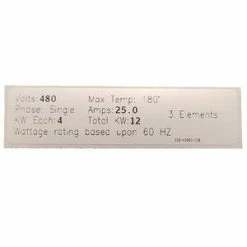 Volts: 480 Max Temp: 180°
Phase: Single Amps: 25.0
KW Each: 4 Total KW: 12 3 Elements
Wattage rating based upon 60 HZ